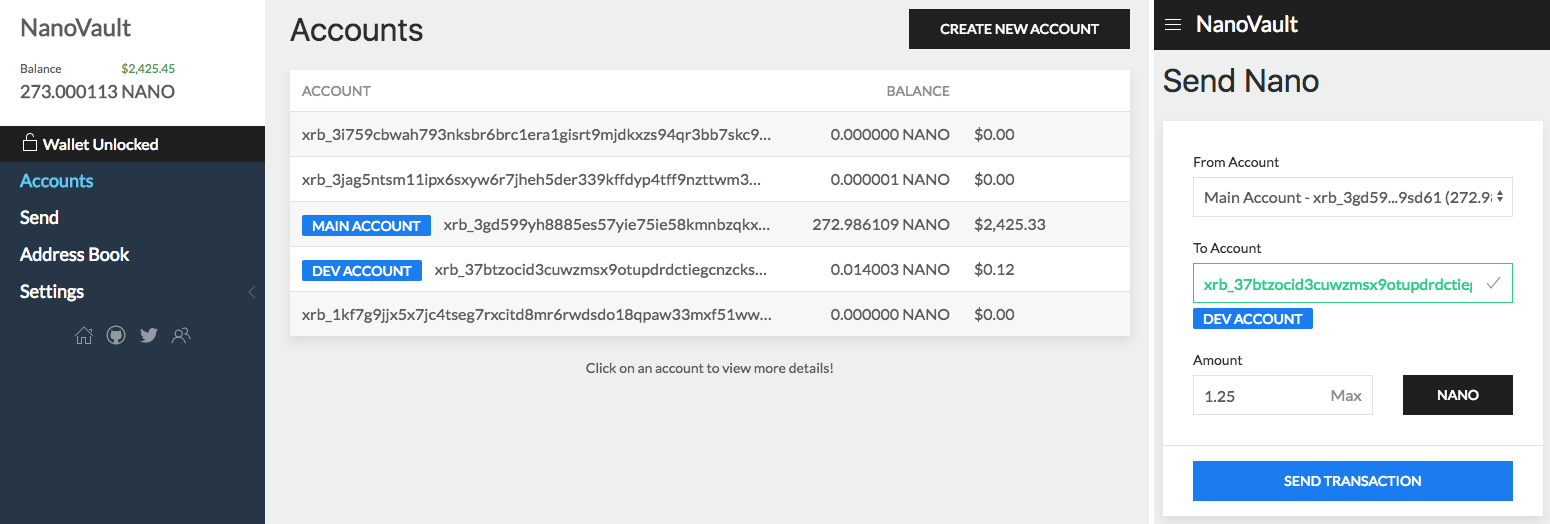 NanoVault
Balance $2,425.45
273.000113 NANO
Wallet Unlocked
Accounts
Send
Address Book
Settings
Accounts
CREATE NEW ACCOUNT
ACCOUNT BALANCE
xrb_3i759cbwah793nksbr6brc1era1gisrt9mjdkxzs94qr3bb7skc9... 0.000000 NANO $0.00
xrb_3jag5ntsm11ipx6sxyw6r7jheh5der339kffdyp4tff9nzttwm3... 0.000001 NANO $0.00
MAIN ACCOUNT xrb_3gd599yh8885es57yie75ie58kmnbzqkx... 272.986109 NANO $2,425.33
DEV ACCOUNT xrb_37btzocid3cuwzmsx9otupdrdctiegcnzcks... 0.014003 NANO $0.12
xrb_1kf7g9jjx5x7jc4tseg7rxcitd8mr6rwdsdo18qpaw33mxf51ww... 0.000000 NANO $0.00
Click on an account to view more details!
NanoVault
Send Nano
From Account
Main Account - xrb_3gd59...9sd61 (272.98
To Account
xrb_37btzocid3cuwzmsx9otupdrdctieg
DEV ACCOUNT
Amount
1.25 Max
NANO
SEND TRANSACTION